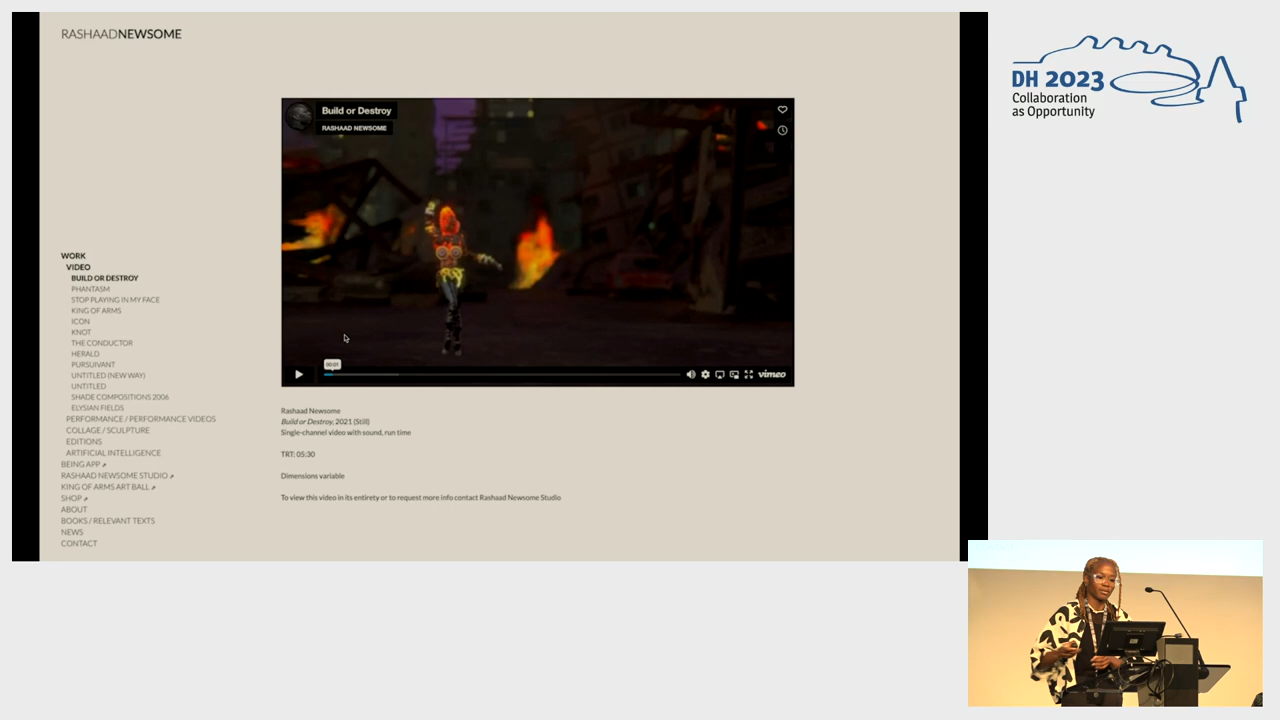 RASHAADNEWSOME
Build or Destroy
RASHAAD NEWSOME
00:01
vimeo
WORK
VIDEO
BUILD OR DESTROY
PHANTASM
STOP PLAYING IN MY FACE
KING OF ARMS
ICON
KNOT
THE CONDUCTOR
HERALD
PURSUIVANT
UNTITLED (NEW WAY)
UNTITLED
SHADE COMPOSITIONS 2006
ELYSIAN FIELDS
PERFORMANCE / PERFORMANCE VIDEOS
COLLAGE / SCULPTURE
EDITIONS
ARTIFICIAL INTELLIGENCE
BEING APP
RASHAAD NEWSOME STUDIO
KING OF ARMS ART BALL
SHOP
ABOUT
BOOKS / RELEVANT TEXTS
NEWS
CONTACT
Rashaad Newsome
Build or Destroy, 2021 (Still)
Single-channel video with sound, run time
TRT: 05:30
Dimensions variable
To view this video in its entirety or to request more info contact Rashaad Newsome Studio
DH 2023
Collaboration
as Opportunity